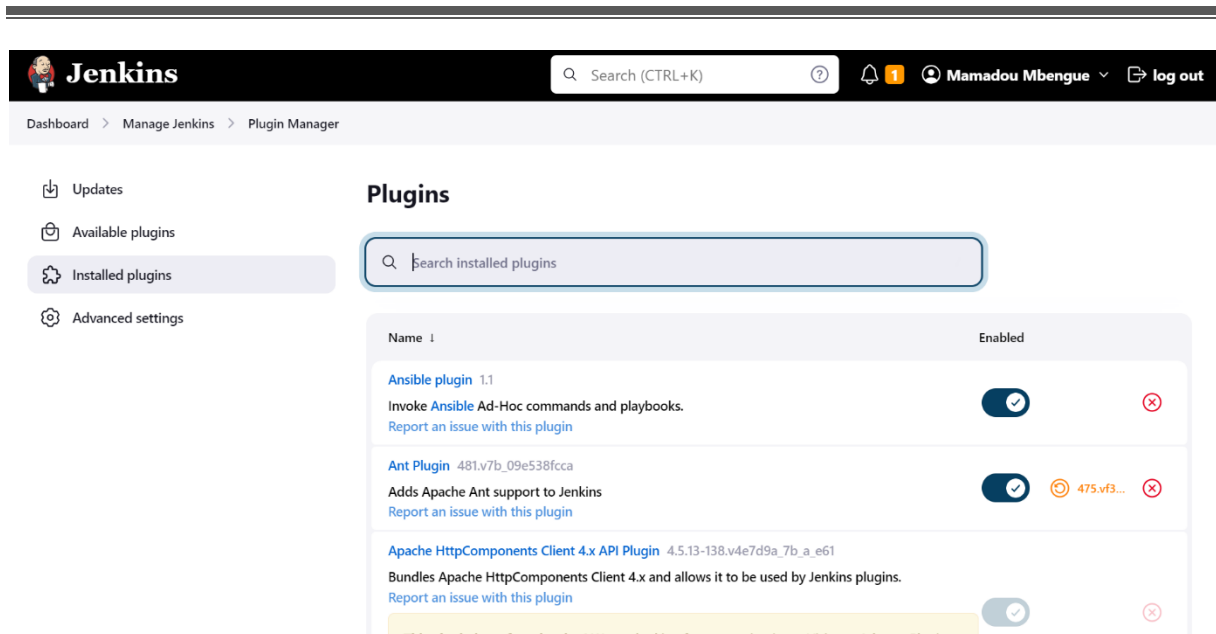 Jenkins
Search (CTRL+K)
1
Mamadou Mbengue
log out
Dashboard > Manage Jenkins > Plugin Manager
Updates
Available plugins
Installed plugins
Advanced settings
Plugins
Search installed plugins
Name ↓
Enabled
Ansible plugin 1.1
Invoke Ansible Ad-Hoc commands and playbooks.
Report an issue with this plugin
Ant Plugin 481.v7b_09e538fcca
Adds Apache Ant support to Jenkins
Report an issue with this plugin
475.vf3...
Apache HttpComponents Client 4.x API Plugin 4.5.13-138.v4e7d9a_7b_a_e61
Bundles Apache HttpComponents Client 4.x and allows it to be used by Jenkins plugins.
Report an issue with this plugin